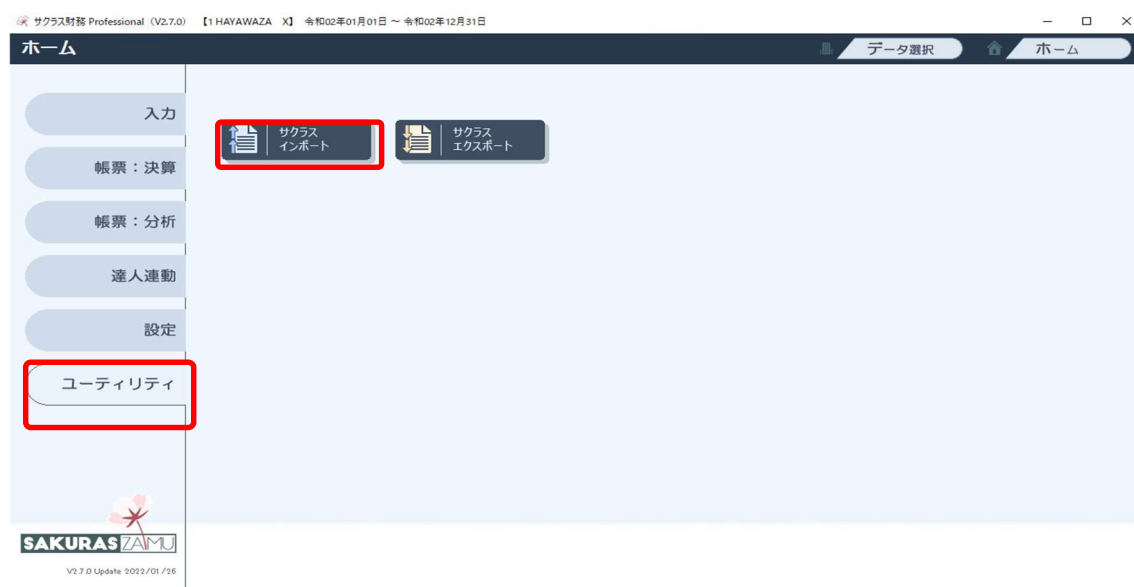 サクラス財務 Professional（V2.7.0） 【1 HAYAWAZA X】 令和02年01月01日 ～ 令和02年12月31日
ホーム
データ選択
ホーム
入力
帳票：決算
帳票：分析
達人連動
設定
ユーティリティ
サクラス
インポート
サクラス
エクスポート
SAKURAS ZAIMU
V2.7.0 Update 2022/01/26